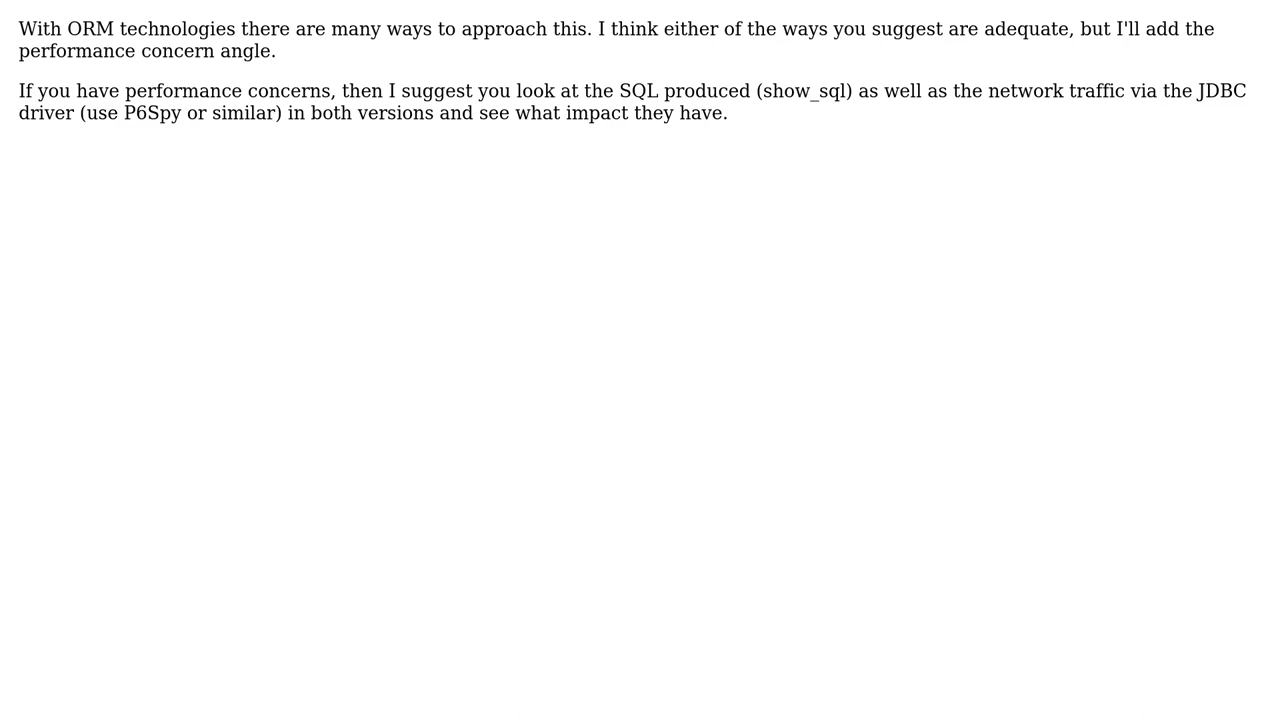 With ORM technologies there are many ways to approach this. I think either of the ways you suggest are adequate, but I'll add the
performance concern angle.
If you have performance concerns, then I suggest you look at the SQL produced (show_sql) as well as the network traffic via the JDBC
driver (use P6Spy or similar) in both versions and see what impact they have.